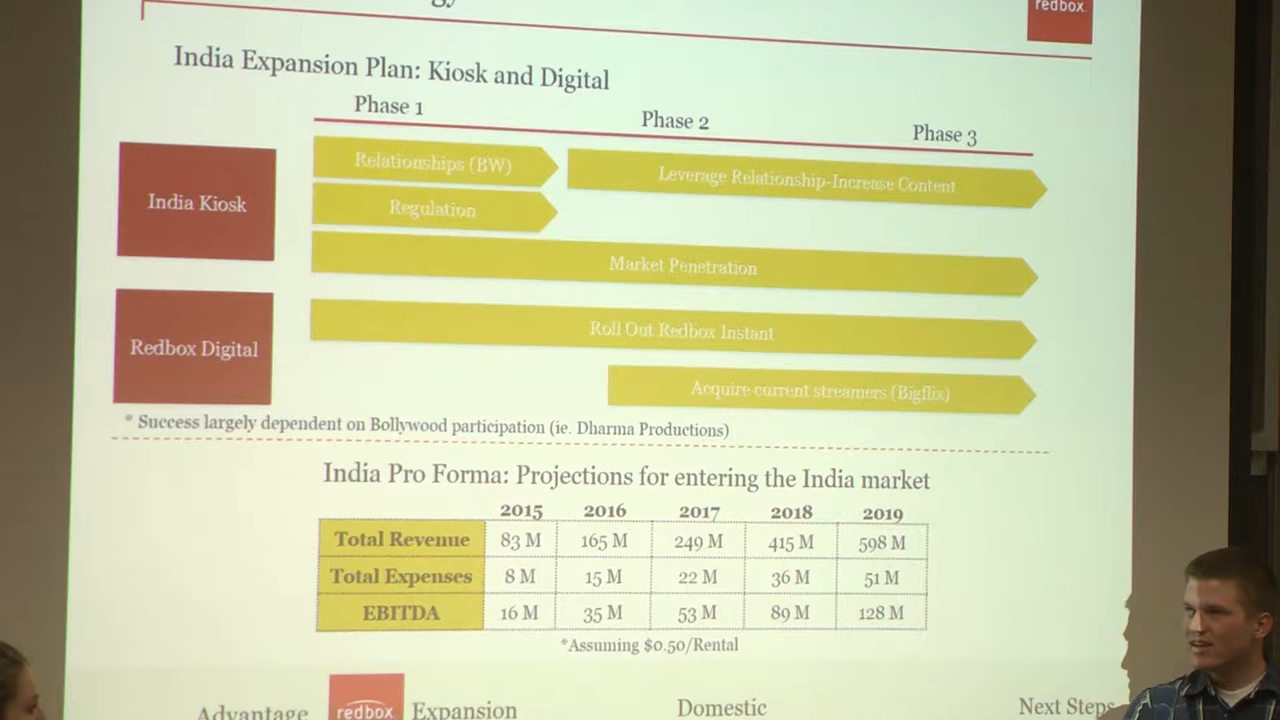 redbox.
India Expansion Plan: Kiosk and Digital
Phase 1
Phase 2
Phase 3
India Kiosk
Relationships (BW)
Leverage Relationship-Increase Content
Regulation
Market Penetration
Redbox Digital
Roll Out Redbox Instant
Acquire current streamers (Bigflix)
* Success largely dependent on Bollywood participation (ie. Dharma Productions)
India Pro Forma: Projections for entering the India market
2015 2016 2017 2018 2019
Total Revenue 83 M 165 M 249 M 415 M 598 M
Total Expenses 8 M 15 M 22 M 36 M 51 M
EBITDA 16 M 35 M 53 M 89 M 128 M
*Assuming $0.50/Rental
Advantage redbox Expansion Domestic Next Steps